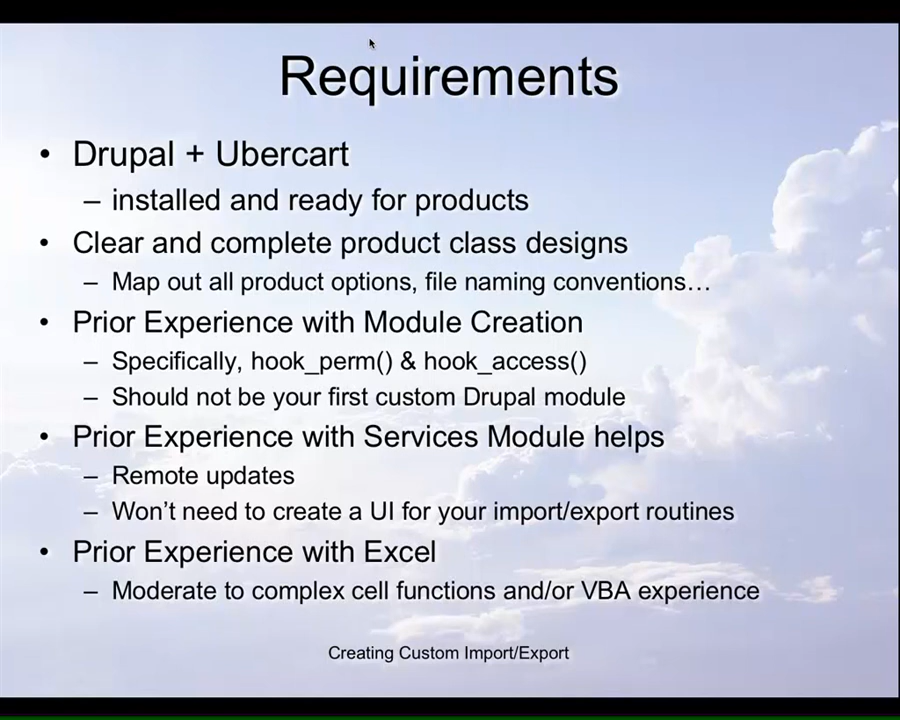 Requirements
• Drupal + Ubercart
– installed and ready for products
• Clear and complete product class designs
– Map out all product options, file naming conventions…
• Prior Experience with Module Creation
– Specifically, hook_perm() & hook_access()
– Should not be your first custom Drupal module
• Prior Experience with Services Module helps
– Remote updates
– Won’t need to create a UI for your import/export routines
• Prior Experience with Excel
– Moderate to complex cell functions and/or VBA experience
Creating Custom Import/Export